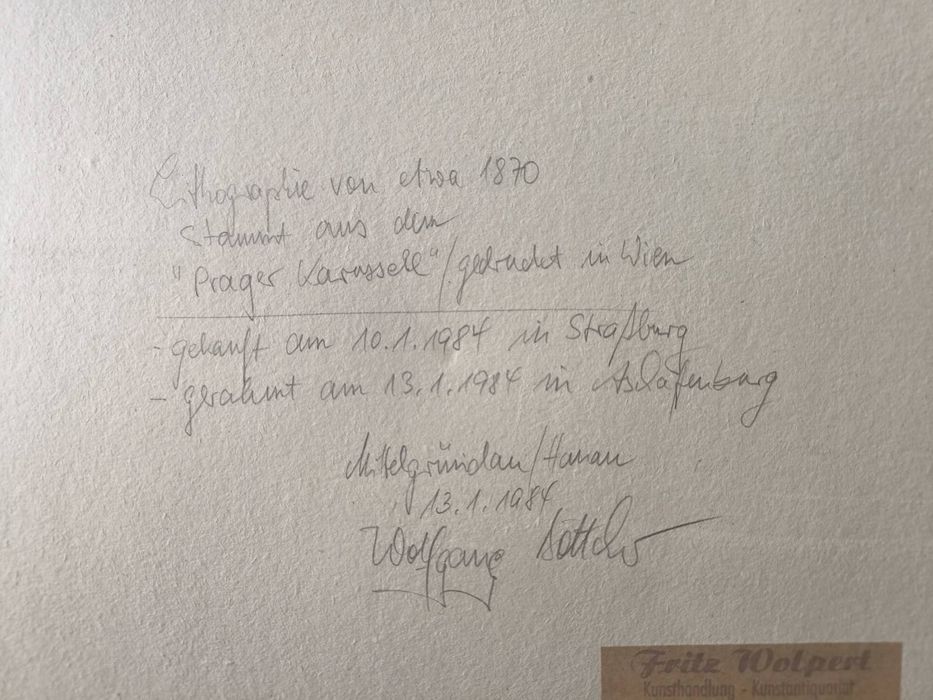 Lithographie von etwa 1870
stammt aus dem
"Prager Karussell"/gedruckt in Wien
- gekauft am 10.1.1984 in Straßburg
- gerahmt am 13.1.1984 in Aschaffenburg
Mittelgründau/Hanau
13.1.1984
Wolfgang
Fritz Wolpert
Kunsthandlung - Kunstantiquariat